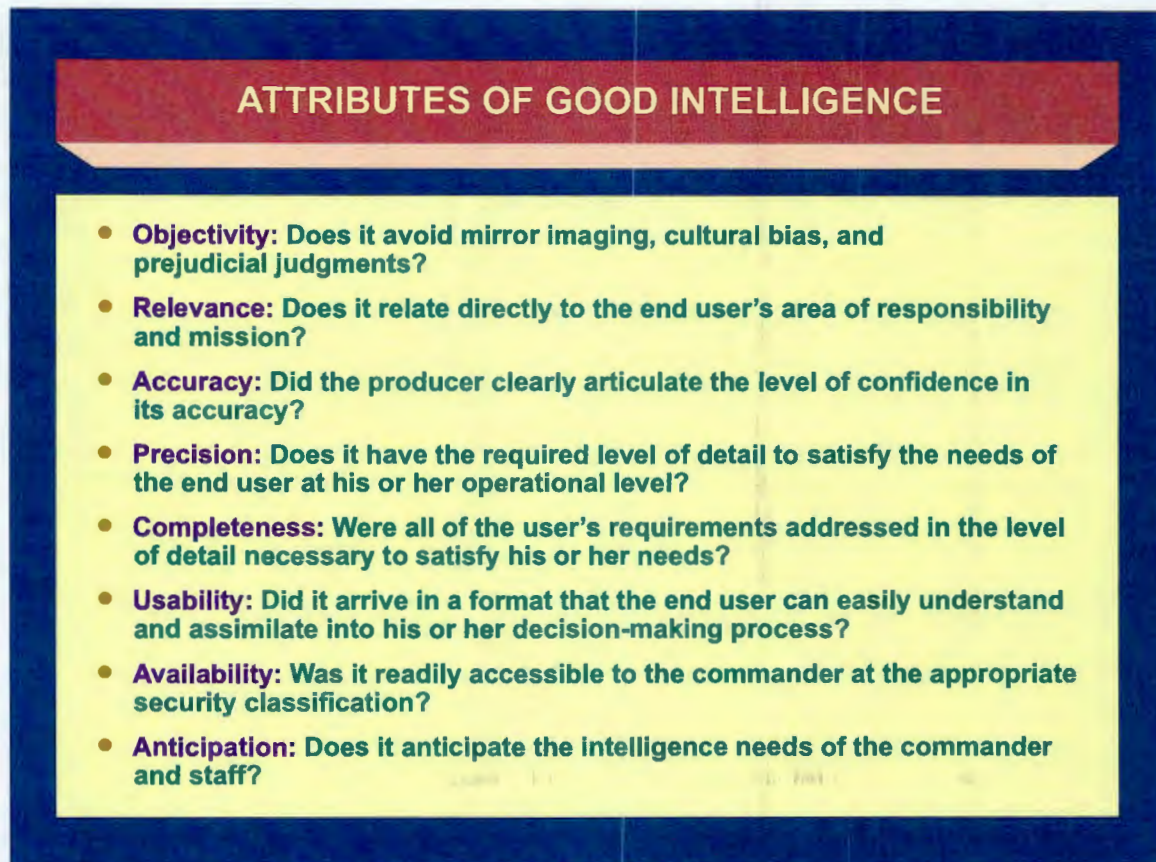 ATTRIBUTES OF GOOD INTELLIGENCE
• Objectivity: Does it avoid mirror imaging, cultural bias, and
prejudicial judgments?
• Relevance: Does it relate directly to the end user's area of responsibility
and mission?
• Accuracy: Did the producer clearly articulate the level of confidence in
its accuracy?
• Precision: Does it have the required level of detail to satisfy the needs of
the end user at his or her operational level?
• Completeness: Were all of the user's requirements addressed in the level
of detail necessary to satisfy his or her needs?
• Usability: Did it arrive in a format that the end user can easily understand
and assimilate into his or her decision-making process?
• Availability: Was it readily accessible to the commander at the appropriate
security classification?
• Anticipation: Does it anticipate the intelligence needs of the commander
and staff?